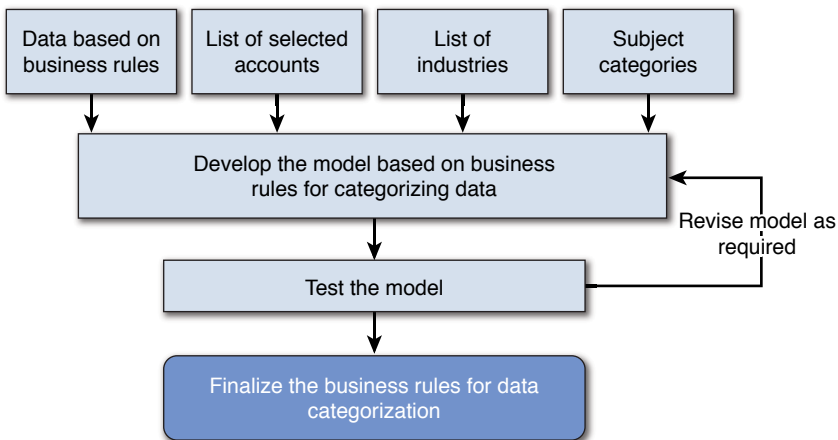 Data based on
business rules
List of selected
accounts
List of
industries
Subject
categories
Develop the model based on business
rules for categorizing data
Revise model as
required
Test the model
Finalize the business rules for data
categorization